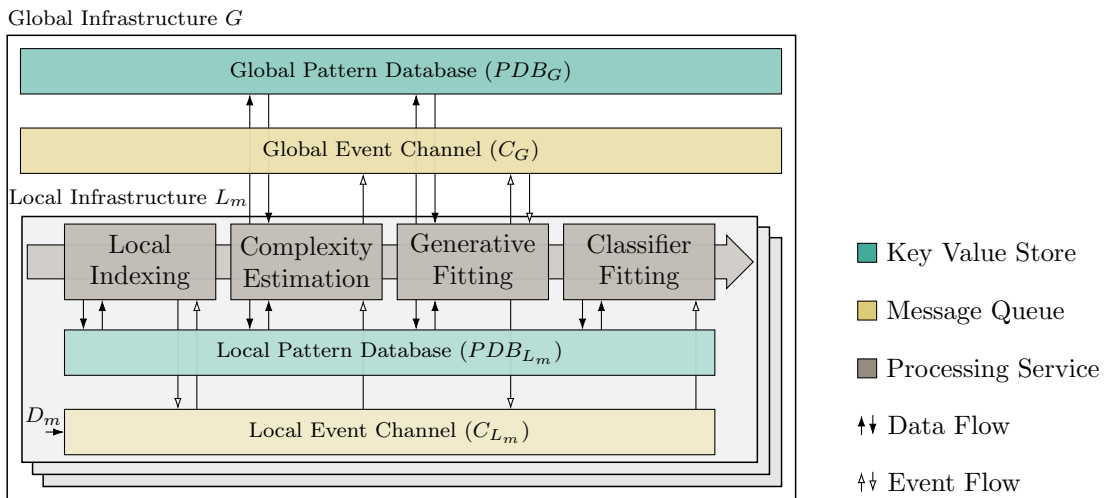 Global Infrastructure G
Global Pattern Database (PDB_G)
Global Event Channel (C_G)
Local Infrastructure L_m
Local
Indexing
Complexity
Estimation
Generative
Fitting
Classifier
Fitting
Local Pattern Database (PDB_{L_m})
D_m
Local Event Channel (C_{L_m})
Key Value Store
Message Queue
Processing Service
Data Flow
Event Flow